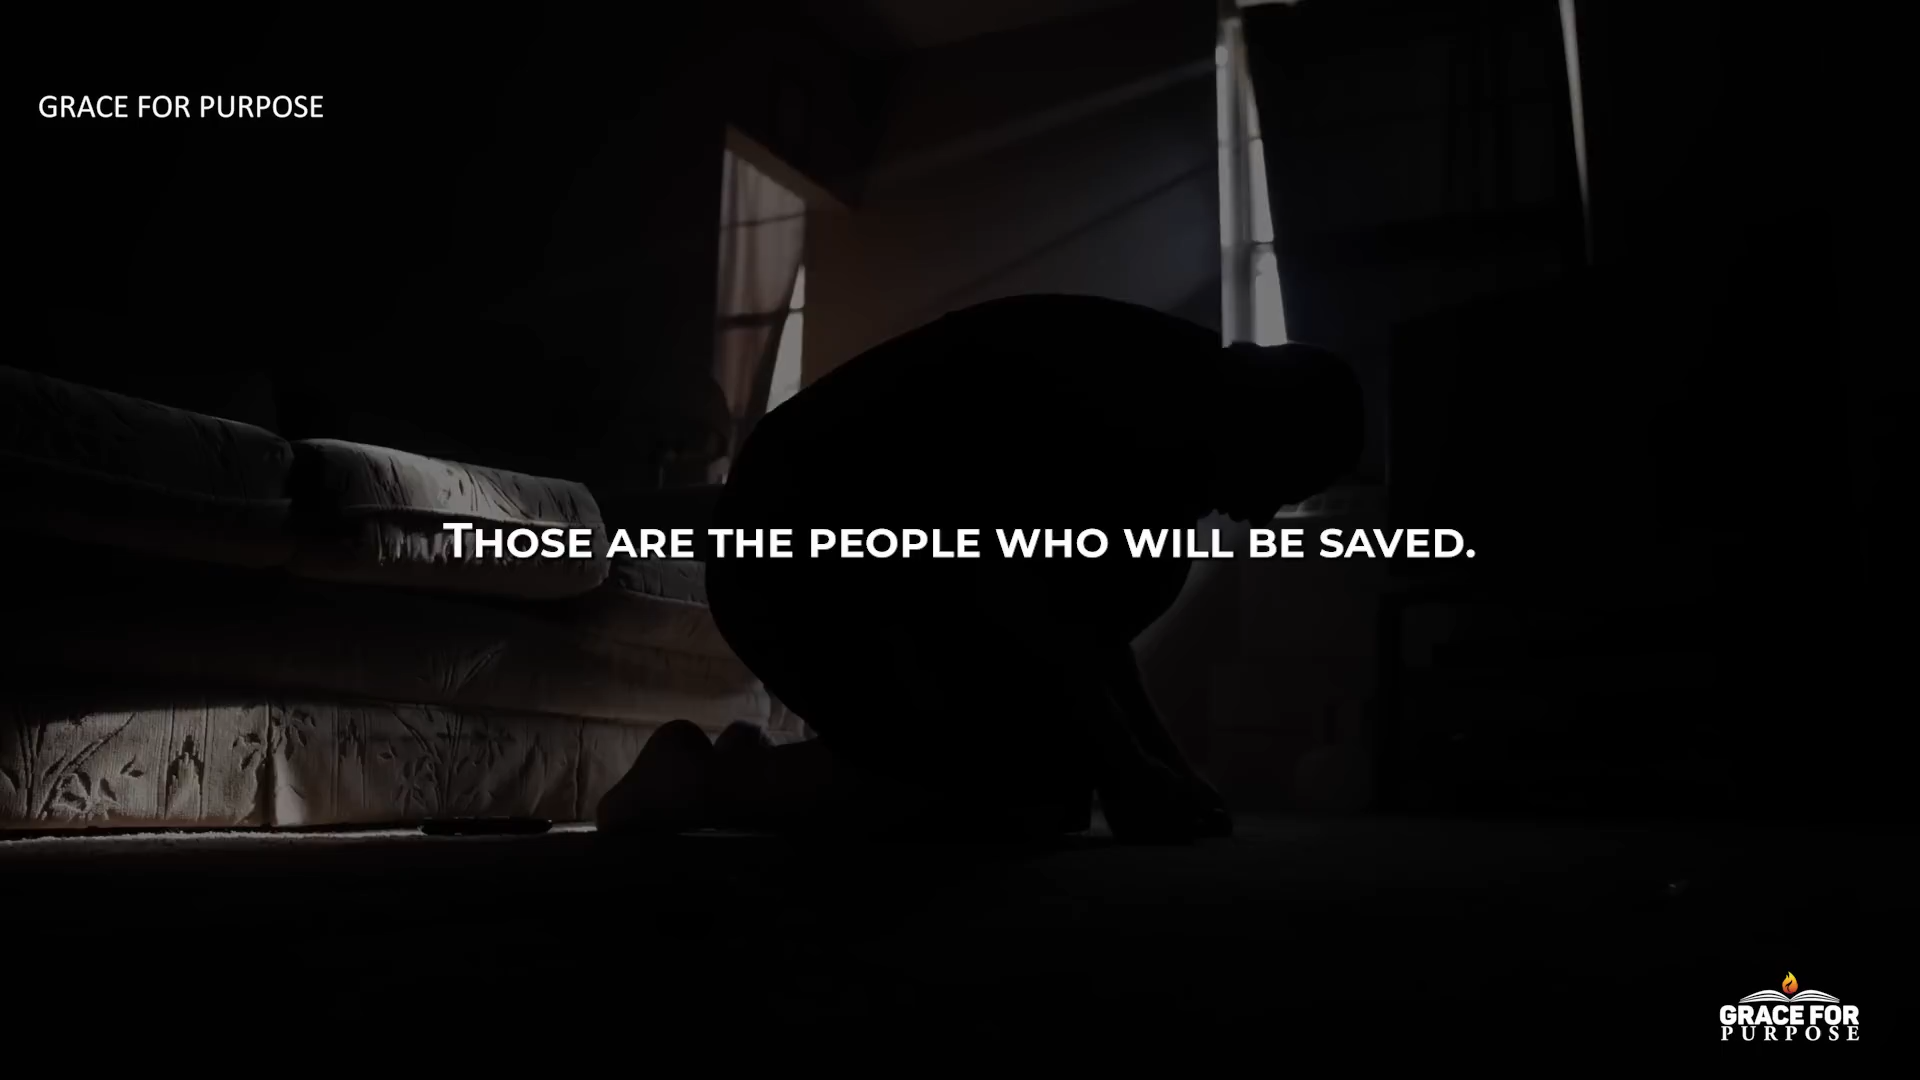 GRACE FOR PURPOSE
THOSE ARE THE PEOPLE WHO WILL BE SAVED.
GRACE FOR
PURPOSE